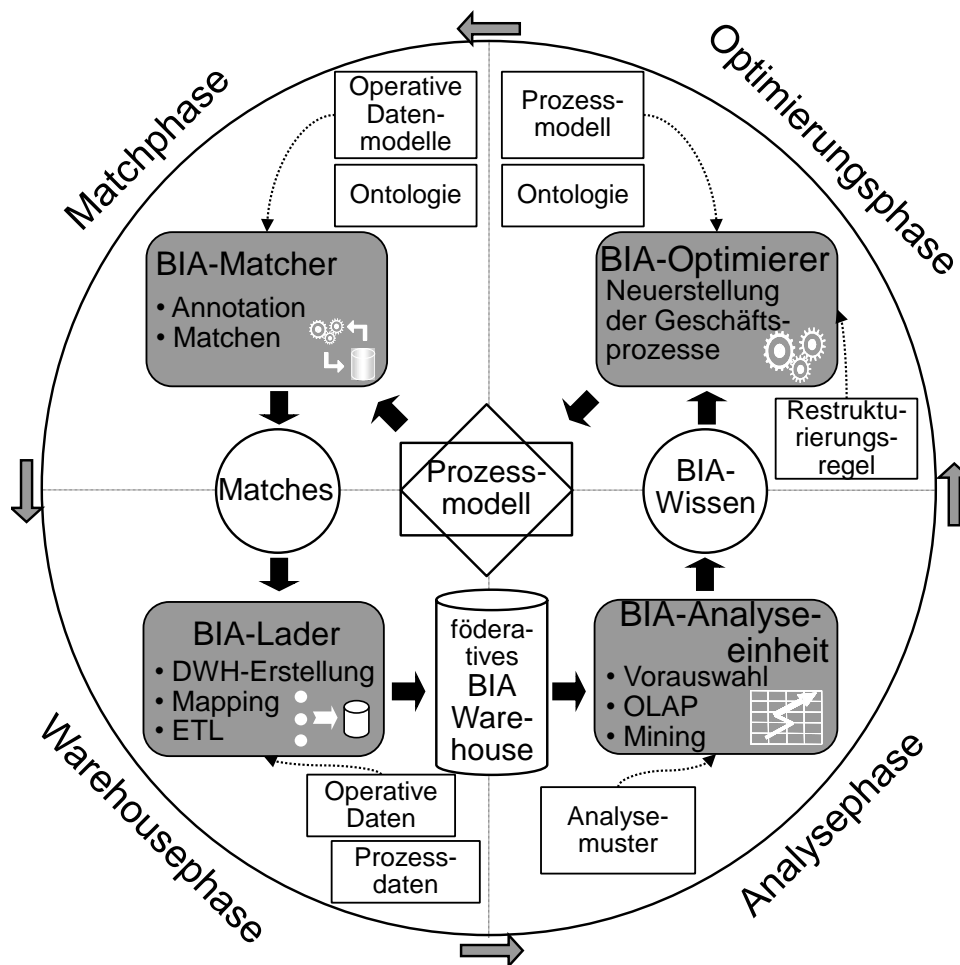 Matchphase
Optimierungsphase
Operative
Daten-
modelle
Ontologie
Prozess-
modell
Ontologie
BIA-Matcher
• Annotation
• Matchen
BIA-Optimierer
Neuerstellung
der Geschäfts-
prozesse
Restruktu-
rierungs-
regel
Matches
Prozess-
modell
BIA-
Wissen
BIA-Lader
• DWH-Erstellung
• Mapping
• ETL
födera-
tives
BIA
Ware-
house
BIA-Analyse-
einheit
• Vorauswahl
• OLAP
• Mining
Operative
Daten
Prozess-
daten
Analyse-
muster
Warehousephase
Analysephase